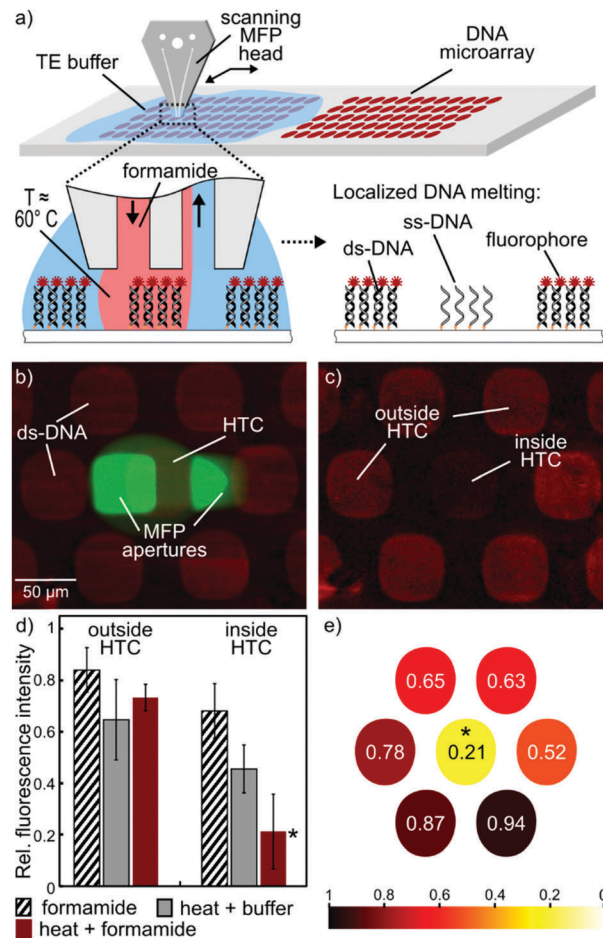 a)
scanning
MFP
head
TE buffer
DNA
microarray
formamide
T ≈
60° C
Localized DNA melting:
ss-DNA
ds-DNA
fluorophore
b)
ds-DNA
HTC
MFP
apertures
50 µm
c)
outside
HTC
inside
HTC
d)
outside
HTC
inside
HTC
Rel. fluorescence intensity
1
0.8
0.6
0.4
0.2
0
*
formamide
heat + buffer
heat + formamide
e)
0.65
0.63
0.78
*
0.21
0.52
0.87
0.94
1
0.8
0.6
0.4
0.2
0